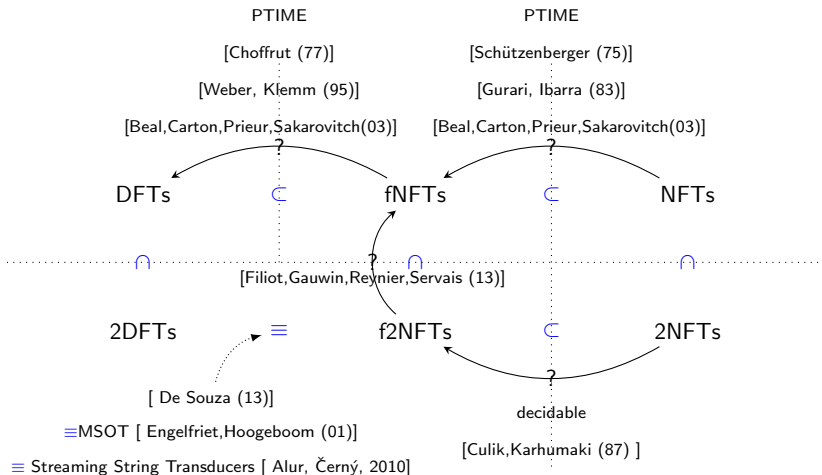 PTIME PTIME
[Choffrut (77)] [Schützenberger (75)]
[Weber, Klemm (95)] [Gurari, Ibarra (83)]
[Beal,Carton,Prieur,Sakarovitch(03)] [Beal,Carton,Prieur,Sakarovitch(03)]
? ?
DFTs ⊂ fNFTs ⊂ NFTs
∩ ? ∩ ∩
[Filiot,Gauwin,Reynier,Servais (13)]
2DFTs ≡ f2NFTs ⊂ 2NFTs
?
[ De Souza (13)] decidable
≡MSOT [ Engelfriet,Hoogeboom (01)]
[Culik,Karhumaki (87) ]
≡ Streaming String Transducers [ Alur, Černý, 2010]